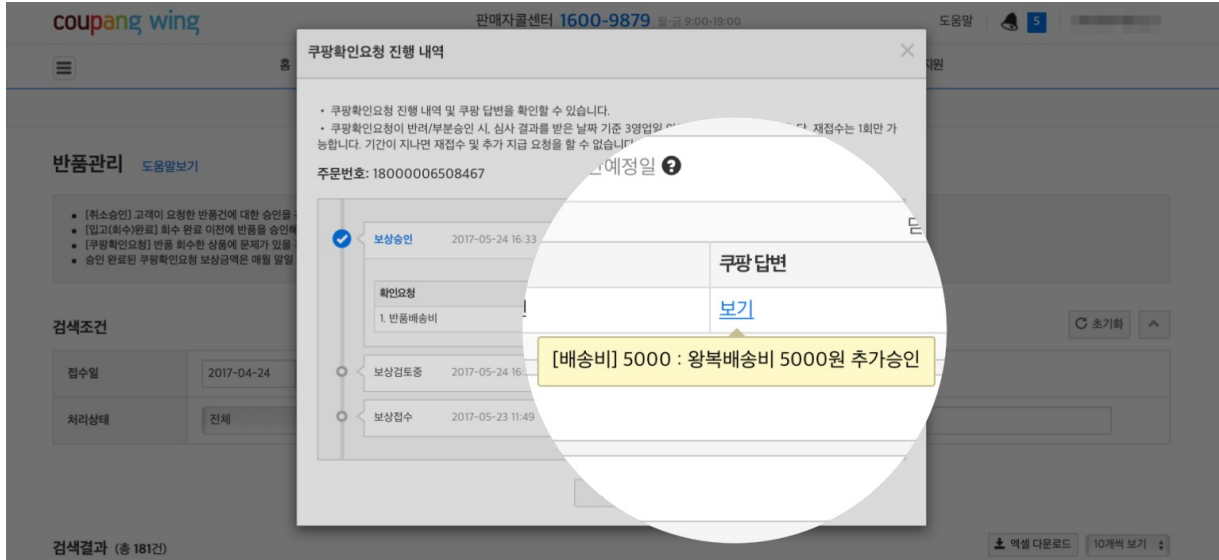 coupang wing
판매자콜센터 1600-9879 월-금 9:00-19:00
도움말
5
홈
지원
쿠팡확인요청 진행 내역
• 쿠팡확인요청 진행 내역 및 쿠팡 답변을 확인할 수 있습니다.
• 쿠팡확인요청이 반려/부분승인 시, 심사 결과를 받은 날짜 기준 3영업일 재접수는 1회만 가
능합니다. 기간이 지나면 재접수 및 추가 지급 요청을 할 수 없습니다
주문번호: 18000006508467
반품관리 도움말보기
• [취소승인] 고객이 요청한 반품건에 대한 승인을
• [입고(회수)완료] 회수 완료 이전에 반품을 승인해
• [쿠팡확인요청] 반품 회수한 상품에 문제가 있을
• 승인 완료된 쿠팡확인요청 보상금액은 매월 말일
예정일 ?
보상승인 2017-05-24 16:33
쿠팡 답변
확인요청
1. 반품배송비
보기
[배송비] 5000 : 왕복배송비 5000원 추가승인
검색조건
초기화
접수일 2017-04-24
보상검토중 2017-05-24 16:
처리상태 전체
보상접수 2017-05-23 11:49
검색결과 (총 181건)
엑셀 다운로드
10개씩 보기